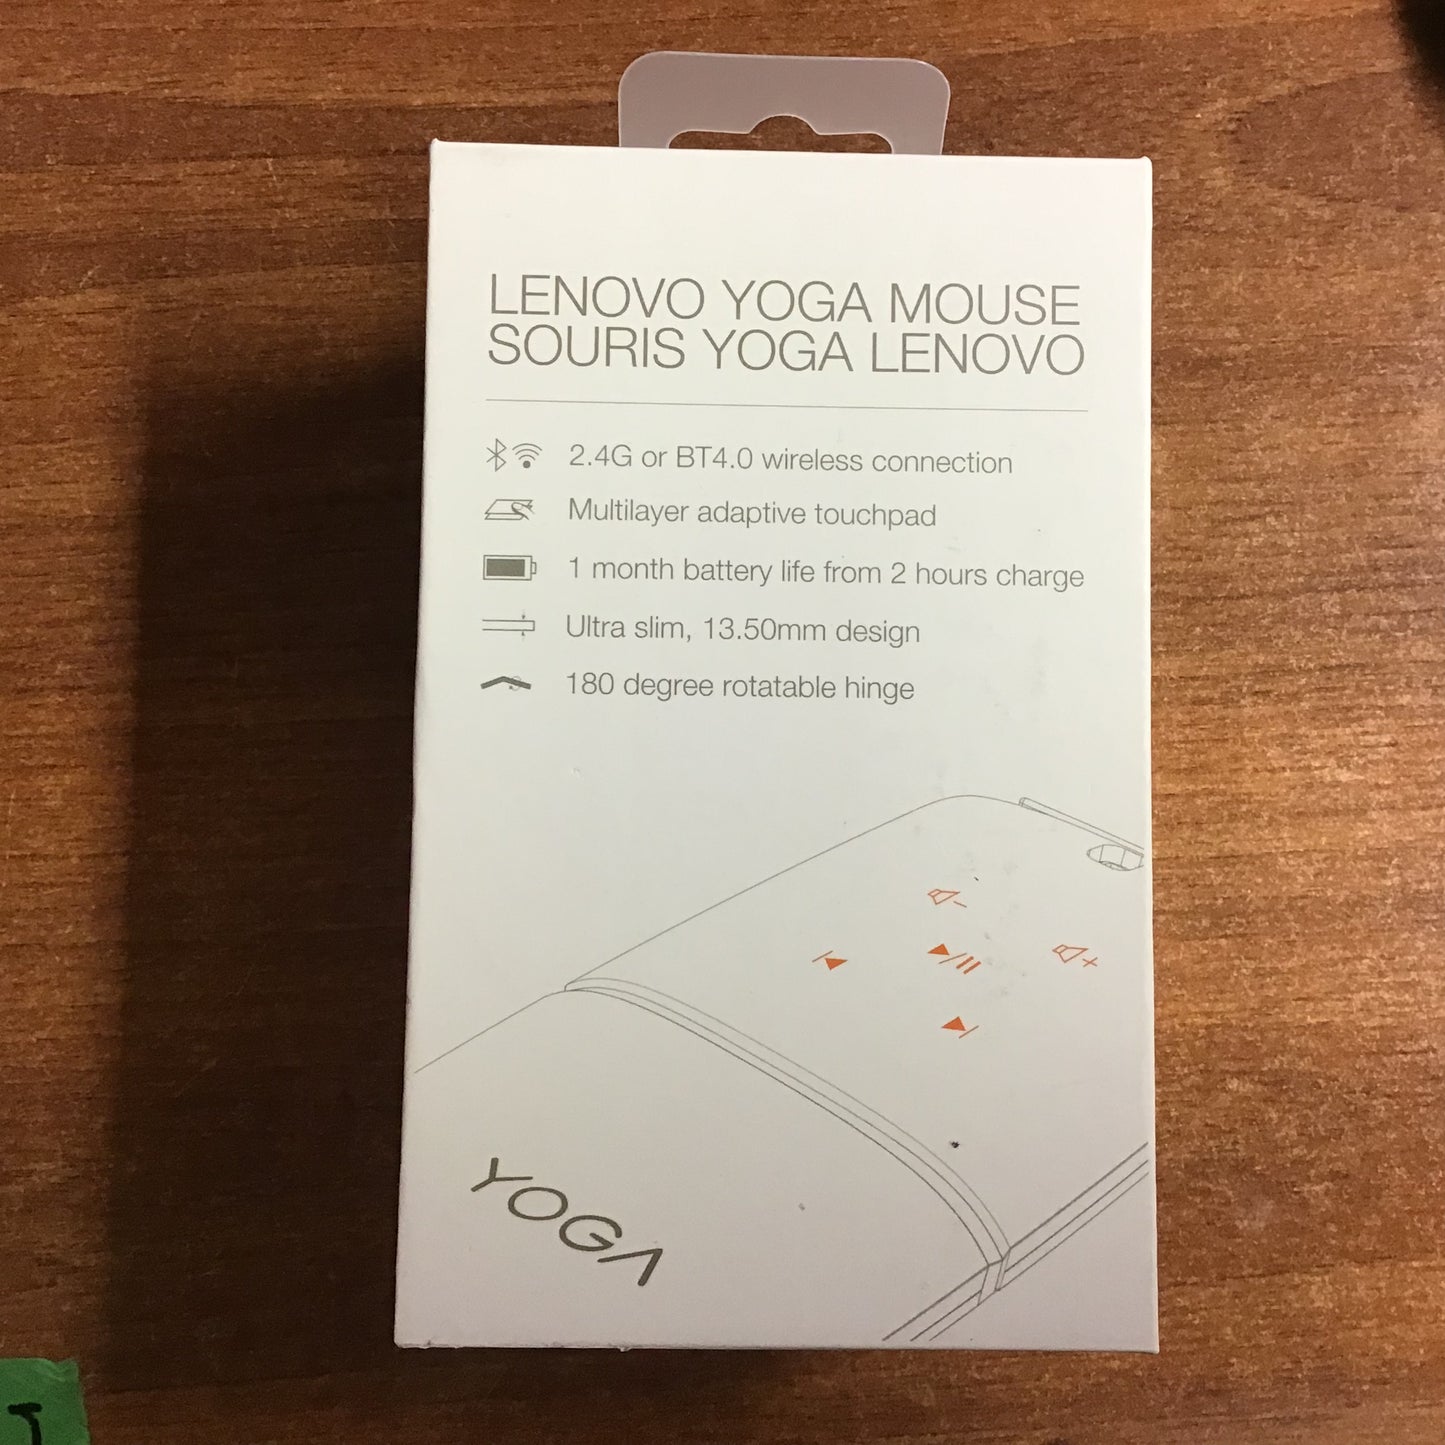 LENOVO YOGA MOUSE
SOURIS YOGA LENOVO
2.4G or BT4.0 wireless connection
Multilayer adaptive touchpad
1 month battery life from 2 hours charge
Ultra slim, 13.50mm design
180 degree rotatable hinge
YOGA